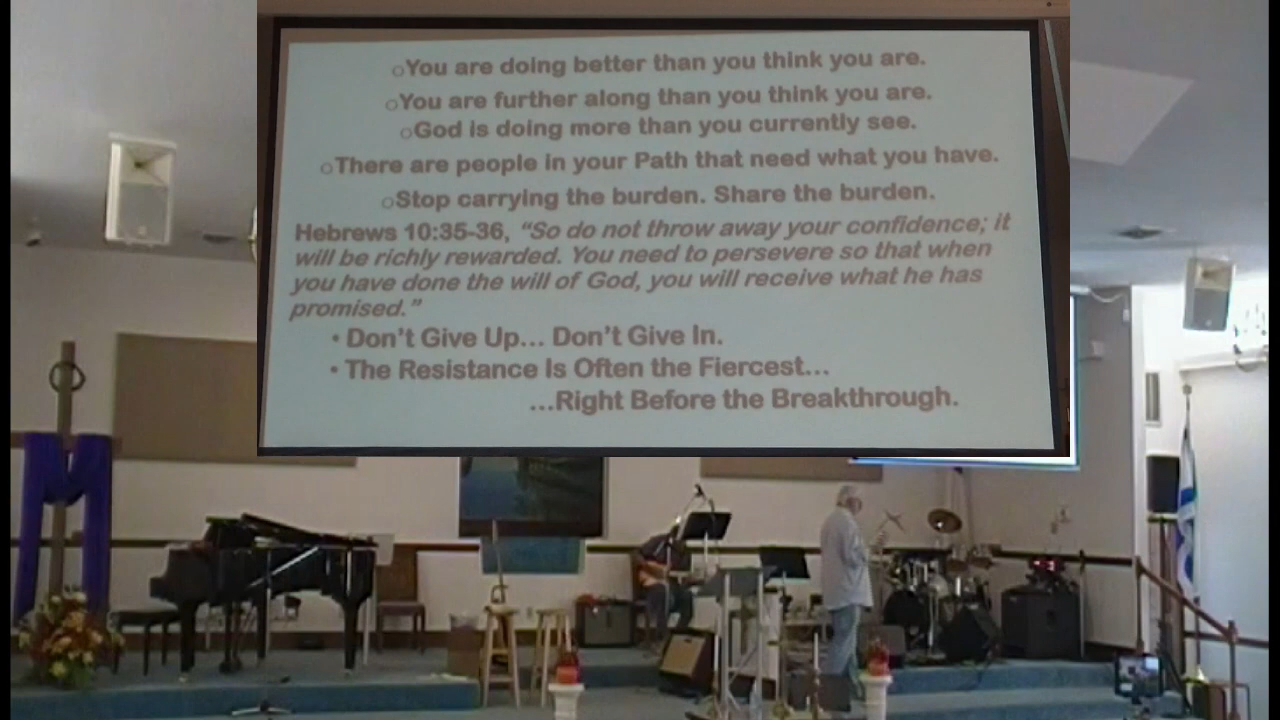 ○You are doing better than you think you are.
○You are further along than you think you are.
○God is doing more than you currently see.
○There are people in your Path that need what you have.
○Stop carrying the burden. Share the burden.
Hebrews 10:35-36, “So do not throw away your confidence; it
will be richly rewarded. You need to persevere so that when
you have done the will of God, you will receive what he has
promised.”
• Don’t Give Up... Don’t Give In.
• The Resistance Is Often the Fiercest...
...Right Before the Breakthrough.